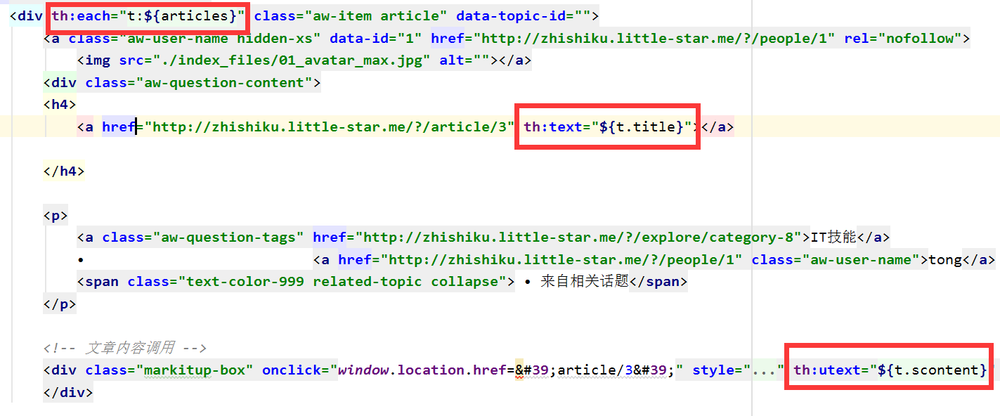 <div th:each="t:${articles}" class="aw-item article" data-topic-id="">
<a class="aw-user-name hidden-xs" data-id="1" href="http://zhishiku.little-star.me/?/people/1" rel="nofollow">
<img src="./index_files/01_avatar_max.jpg" alt=""></a>
<div class="aw-question-content">
<h4>
<a href="http://zhishiku.little-star.me/?/article/3" th:text="${t.title}"></a>
</h4>
<p>
<a class="aw-question-tags" href="http://zhishiku.little-star.me/?/explore/category-8">IT技能</a>
• <a href="http://zhishiku.little-star.me/?/people/1" class="aw-user-name">tong</a>
<span class="text-color-999 related-topic collapse"> • 来自相关话题</span>
</p>
<!-- 文章内容调用 -->
<div class="markitup-box" onclick="window.location.href=&#39;article/3&#39;" style="..." th:utext="${t.scontent}"
</div>